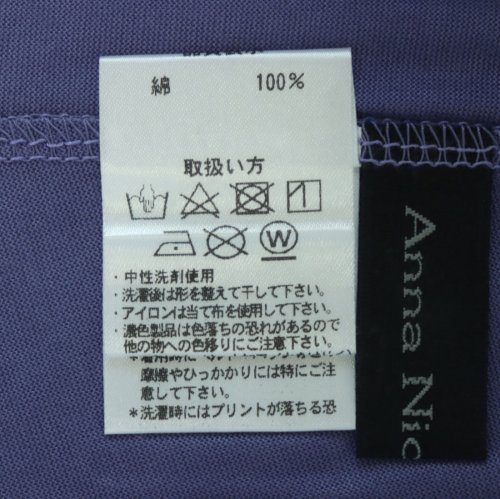 綿 100%
取扱い方
W
・中性洗剤使用
・洗濯後は形を整えて干して下さい。
・アイロンは当て布を使用して下さい。
・濃色製品は色落ちの恐れがあるので
他の物への色移りにご注意下さい。
摩擦やひっかかりには特にご注
意して下さい。
＊洗濯時にはプリントが落ちる恐
Anna Nic